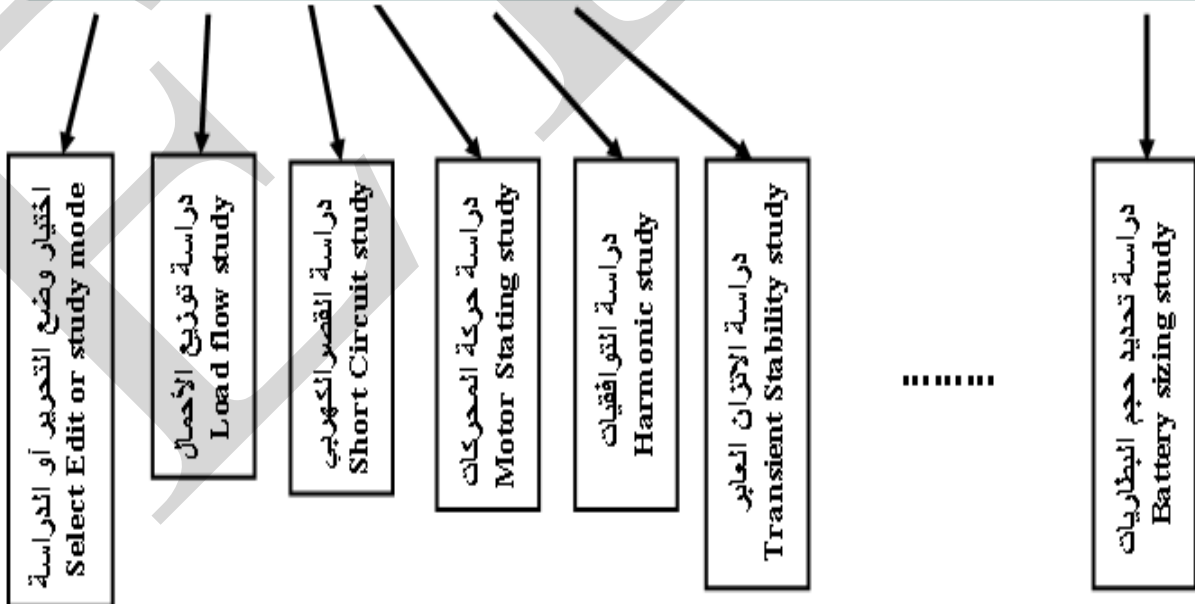 اختيار وضع التحرير أو الدراسة
Select Edit or study mode
دراسة توزيع الأحمال
Load flow study
دراسة القصر الكهربي
Short Circuit study
دراسة حركة المحركات
Motor Stating study
دراسة التوافقيات
Harmonic study
دراسة الاتزان العابر
Transient Stability study
.........
دراسة تحديد حجم البطاريات
Battery sizing study